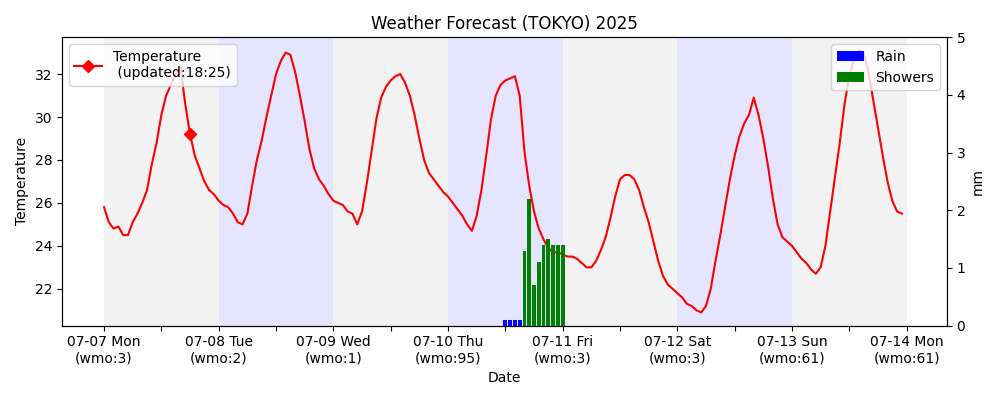 Weather Forecast (TOKYO) 2025
Temperature
(updated:18:25)
Rain
Showers
Temperature
32
30
28
26
24
22
5
4
3
2
1
0
mm
07-07 Mon
(wmo:3)
07-08 Tue
(wmo:2)
07-09 Wed
(wmo:1)
07-10 Thu
(wmo:95)
07-11 Fri
(wmo:3)
07-12 Sat
(wmo:3)
07-13 Sun
(wmo:61)
07-14 Mon
(wmo:61)
Date